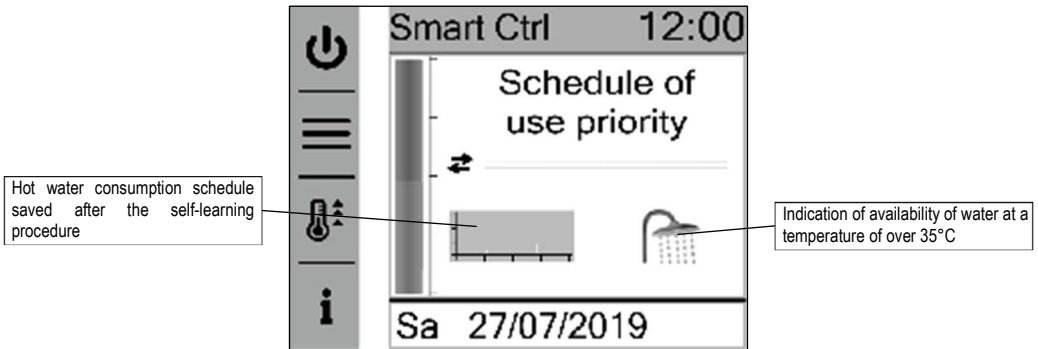 Smart Ctrl 12:00
Schedule of
use priority
Hot water consumption schedule
saved after the self-learning
procedure
Indication of availability of water at a
temperature of over 35°C
i
Sa 27/07/2019